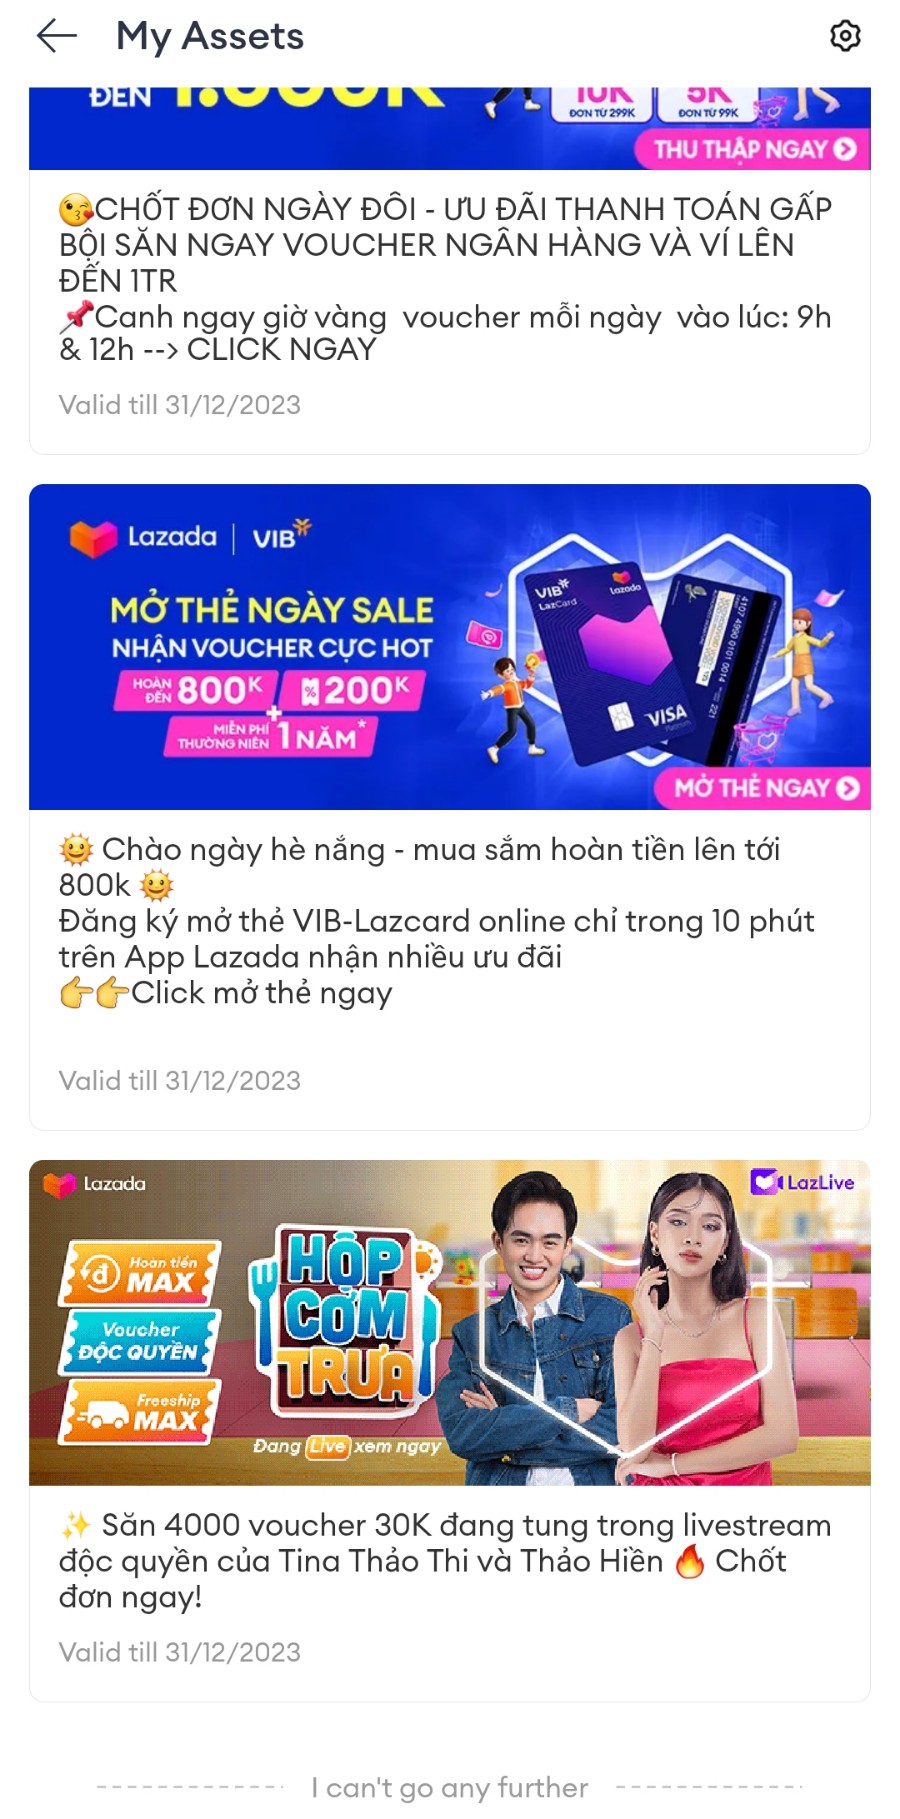 My Assets
ĐẾN 1.000K
10K
ĐƠN TỪ 299K
5K
ĐƠN TỪ 99K
THU THẬP NGAY
😘CHỐT ĐƠN NGÀY ĐÔI - ƯU ĐÃI THANH TOÁN GẤP
BỘI SĂN NGAY VOUCHER NGÂN HÀNG VÀ VÍ LÊN
ĐẾN 1TR
📌Canh ngay giờ vàng  voucher mỗi ngày  vào lúc: 9h
& 12h --> CLICK NGAY
Valid till 31/12/2023
Lazada | VIB
MỞ THẺ NGÀY SALE
NHẬN VOUCHER CỰC HOT
HOÀN ĐẾN 800K
% 200K
+
MIỄN PHÍ THƯỜNG NIÊN 1 NĂM*
VIB
LazCard
Lazada
VISA
Platinum
4107 4990 0101 0014
221
MỞ THẺ NGAY
🌞 Chào ngày hè nắng - mua sắm hoàn tiền lên tới
800k 🌞
Đăng ký mở thẻ VIB-Lazcard online chỉ trong 10 phút
trên App Lazada nhận nhiều ưu đãi
👉👉Click mở thẻ ngay
Valid till 31/12/2023
Lazada
LazLive
đ
Hoàn tiền
MAX
Voucher
ĐỘC QUYỀN
Freeship
MAX
HỘP
CƠM
TRƯA
Đang Live xem ngay
✨ Săn 4000 voucher 30K đang tung trong livestream
độc quyền của Tina Thảo Thi và Thảo Hiền 🔥 Chốt
đơn ngay!
Valid till 31/12/2023
I can't go any further